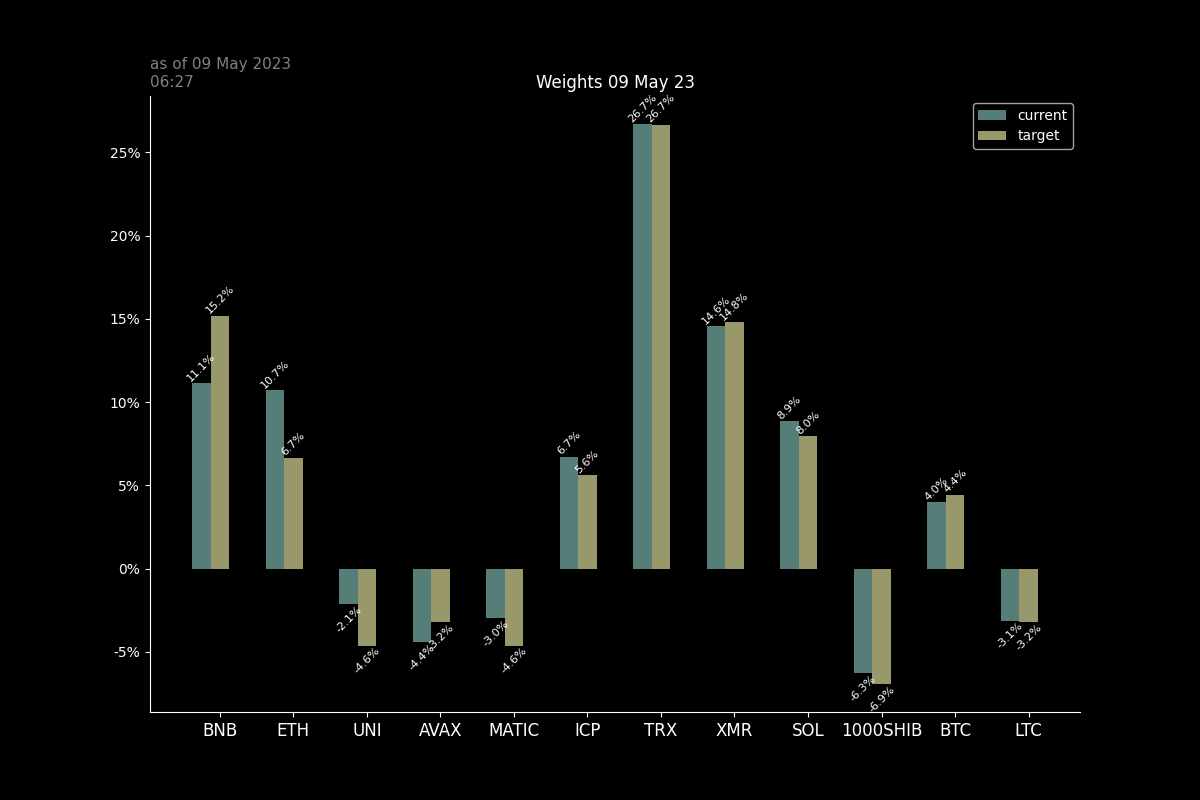 as of 09 May 2023
06:27
Weights 09 May 23
current
target
25%
20%
15%
10%
5%
0%
-5%
11.1%
15.2%
10.7%
6.7%
-2.1%
-4.6%
-4.4%
-3.2%
-3.0%
-4.6%
6.7%
5.6%
26.7%
26.7%
14.6%
14.8%
8.9%
8.0%
-6.3%
-6.9%
4.0%
4.4%
-3.1%
-3.2%
BNB
ETH
UNI
AVAX
MATIC
ICP
TRX
XMR
SOL
1000SHIB
BTC
LTC